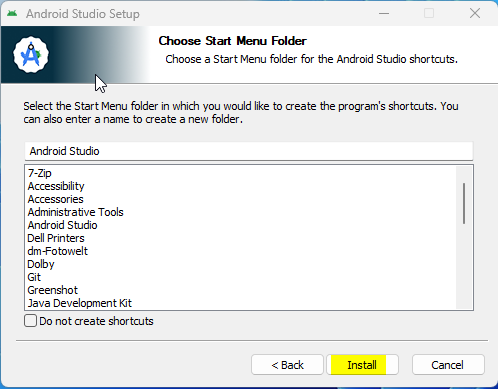 Android Studio Setup
Choose Start Menu Folder
Choose a Start Menu folder for the Android Studio shortcuts.
Select the Start Menu folder in which you would like to create the program's shortcuts. You
can also enter a name to create a new folder.
Android Studio
7-Zip
Accessibility
Accessories
Administrative Tools
Android Studio
Dell Printers
dm-Fotowelt
Dolby
Git
Greenshot
Java Development Kit
Do not create shortcuts
< Back
Install
Cancel